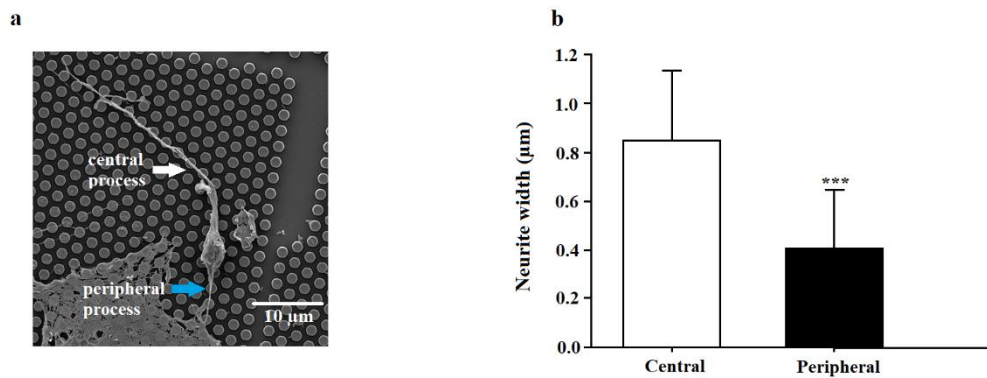 a
central
process
peripheral
process
10 µm
b
Neurite width (µm)
1.2
1.0
0.8
0.6
0.4
0.2
0.0
***
Central
Peripheral